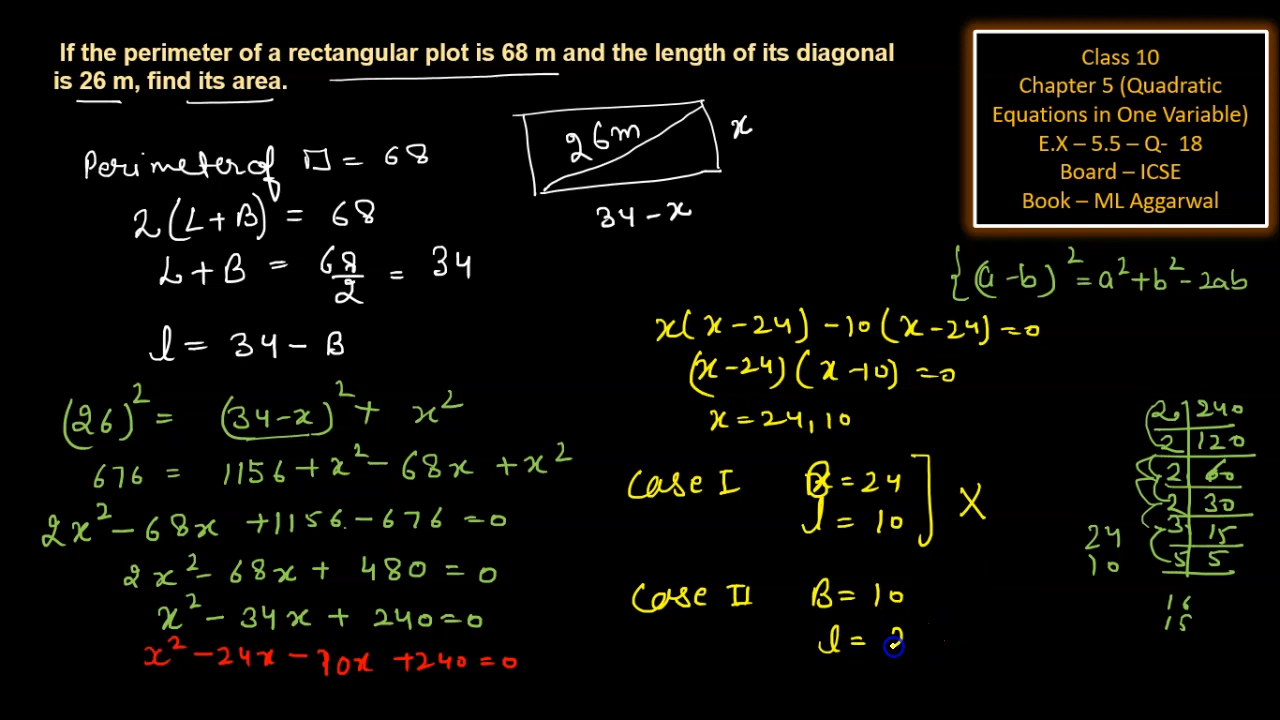 If the perimeter of a rectangular plot is 68 m and the length of its diagonal
is 26 m, find its area.
Class 10
Chapter 5 (Quadratic
Equations in One Variable)
E.X – 5.5 – Q- 18
Board – ICSE
Book – ML Aggarwal
26m
x
34-x
Perimeter of □ = 68
2(L+B) = 68
L+B = 68/2 = 34
l = 34 - B
(26)² = (34-x)² + x²
676 = 1156 + x² - 68x + x²
2x² - 68x + 1156 - 676 = 0
2x² - 68x + 480 = 0
x² - 34x + 240 = 0
x² - 24x - 10x + 240 = 0
{(a-b)² = a² + b² - 2ab
x(x-24) - 10(x-24) = 0
(x-24)(x-10) = 0
x = 24, 10
Case I B = 24
l = 10
X
Case II B = 10
l = 2
2 240
2 120
2 60
2 30
3 15
5 5
24
10
16
15